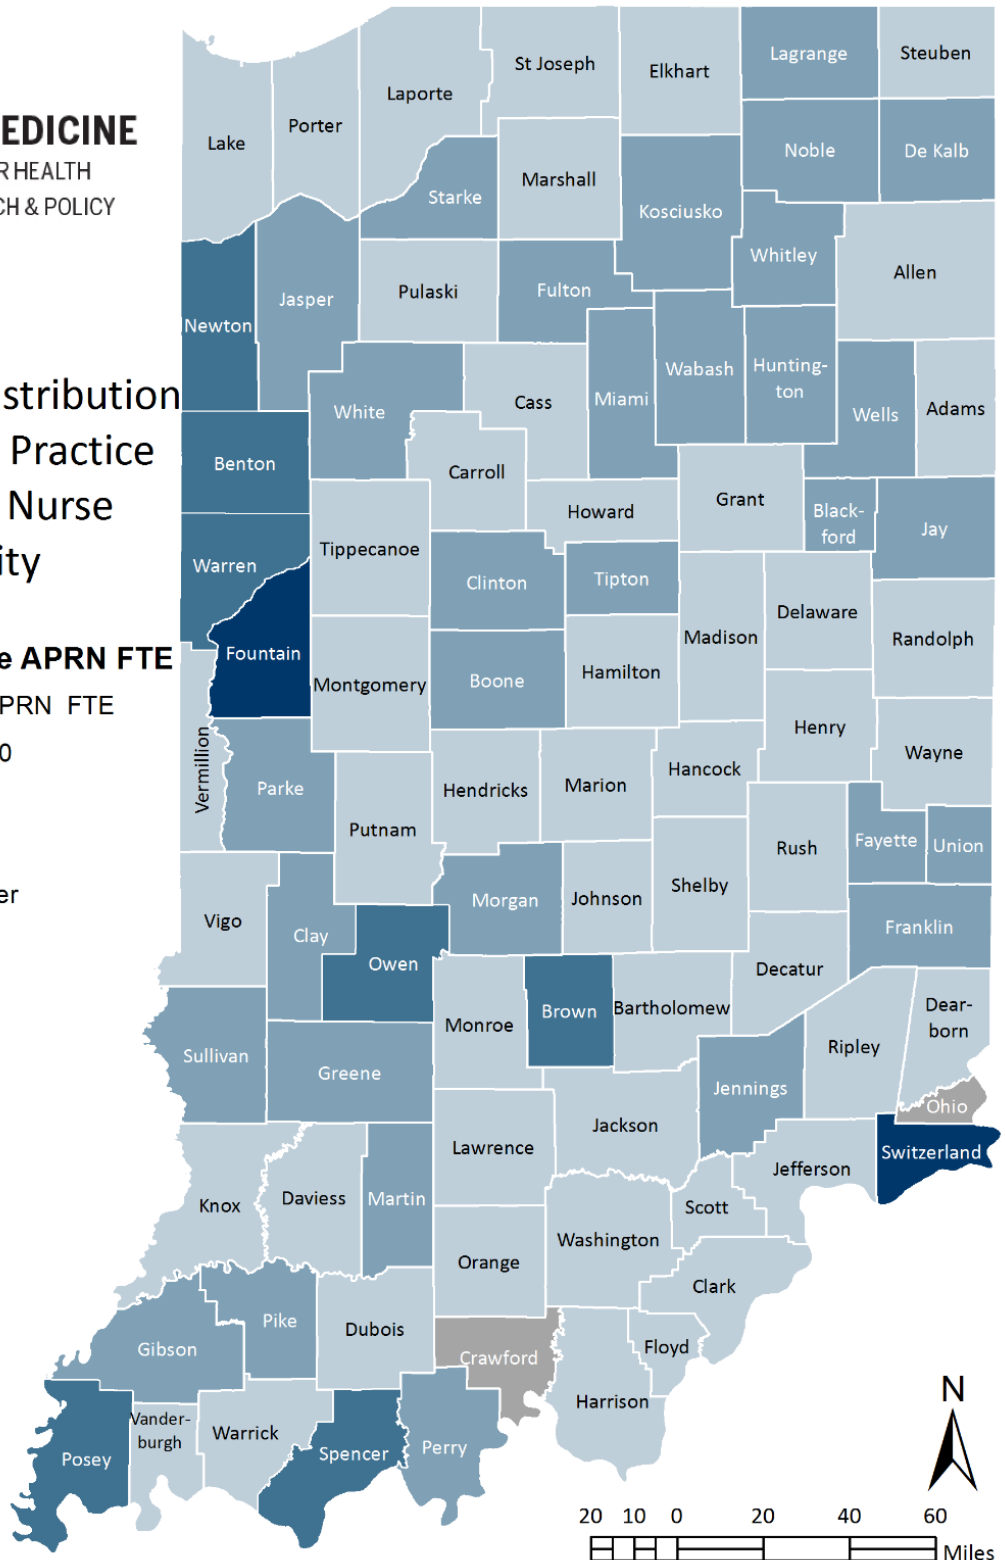 EDICINE
R HEALTH
CH & POLICY
stribution
Practice
Nurse
ity
e APRN FTE
PRN FTE
0
er
St Joseph
Elkhart
Lagrange
Steuben
Laporte
Lake
Porter
Noble
De Kalb
Starke
Marshall
Kosciusko
Whitley
Allen
Newton
Jasper
Pulaski
Fulton
Miami
Wabash
Hunting-
ton
Wells
Adams
White
Cass
Benton
Carroll
Grant
Howard
Black-
ford
Jay
Warren
Tippecanoe
Clinton
Tipton
Madison
Delaware
Randolph
Fountain
Montgomery
Boone
Hamilton
Henry
Wayne
Vermillion
Parke
Putnam
Hendricks
Marion
Hancock
Rush
Fayette
Union
Vigo
Clay
Owen
Morgan
Johnson
Shelby
Franklin
Decatur
Dear-
born
Sullivan
Greene
Monroe
Brown
Bartholomew
Jennings
Ripley
Ohio
Switzerland
Knox
Daviess
Martin
Lawrence
Jackson
Jefferson
Scott
Washington
Orange
Clark
Gibson
Pike
Dubois
Crawford
Floyd
Harrison
Posey
Vander-
burgh
Warrick
Spencer
Perry
N
20 10 0 20 40 60
Miles